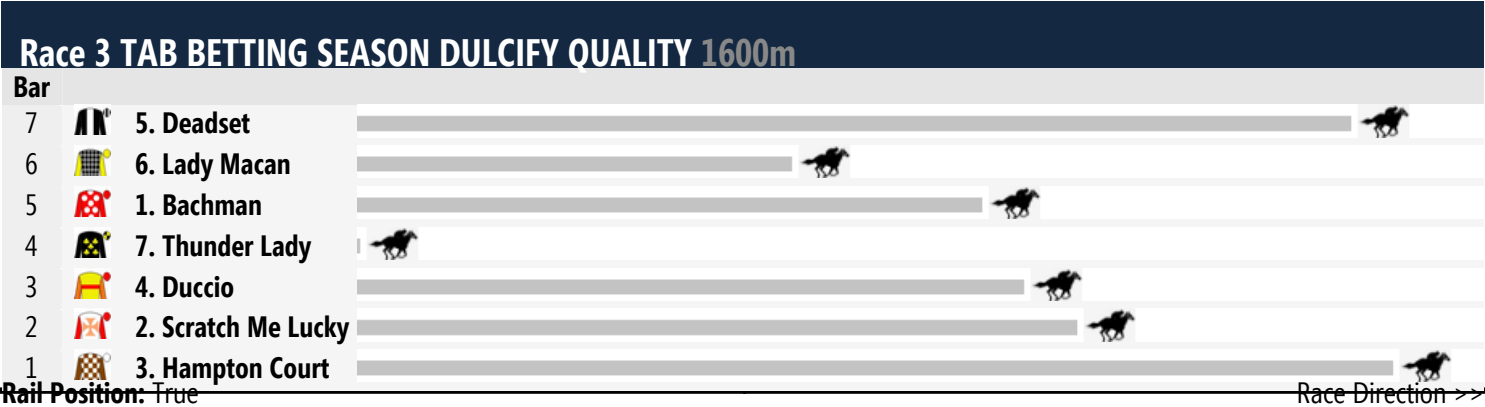 Race 3 TAB BETTING SEASON DULCIFY QUALITY 1600m
Bar
7 5. Deadset
6 6. Lady Macan
5 1. Bachman
4 7. Thunder Lady
3 4. Duccio
2 2. Scratch Me Lucky
1 3. Hampton Court
Rail Position: True Race Direction >>